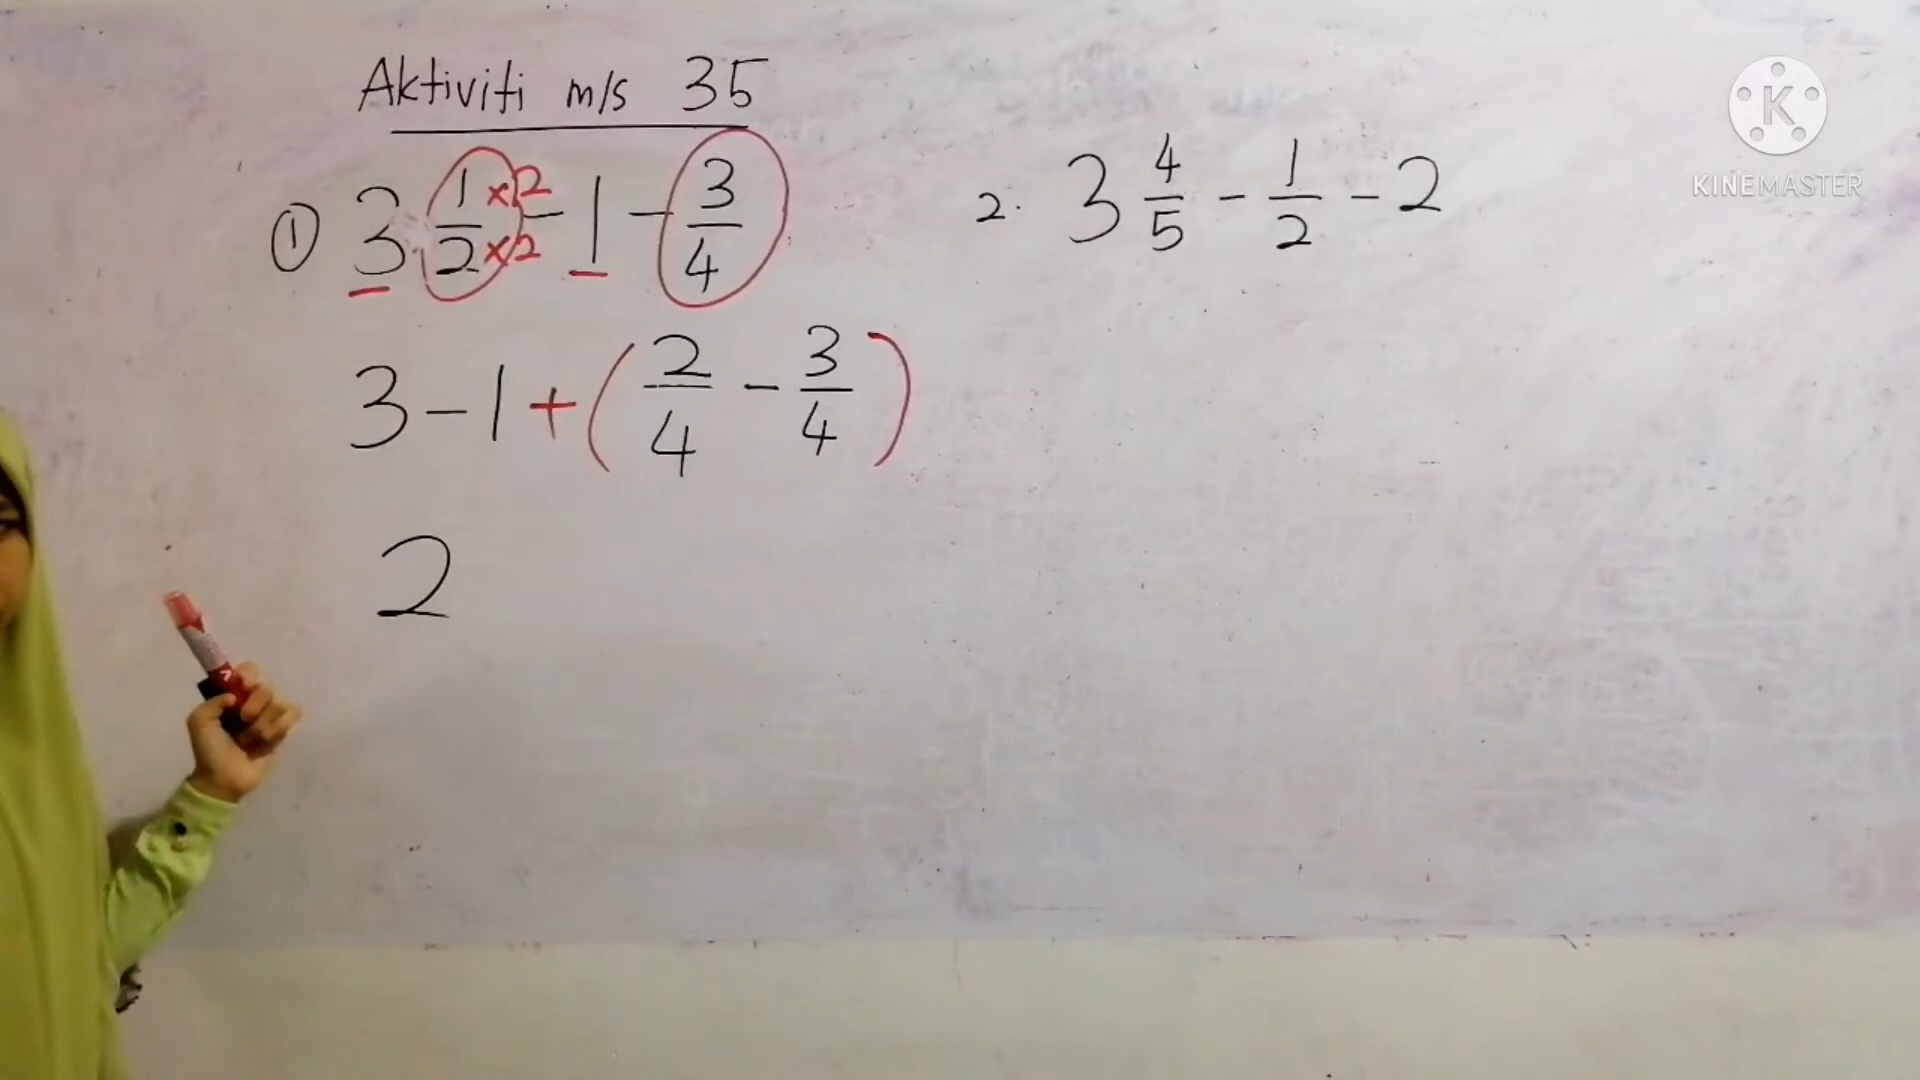 Aktiviti m/s 35
① 3 1/2 ×2 ×2 - 1 - 3/4
3 - 1 + ( 2/4 - 3/4 )
2
2. 3 4/5 - 1/2 - 2
K
KINEMASTER